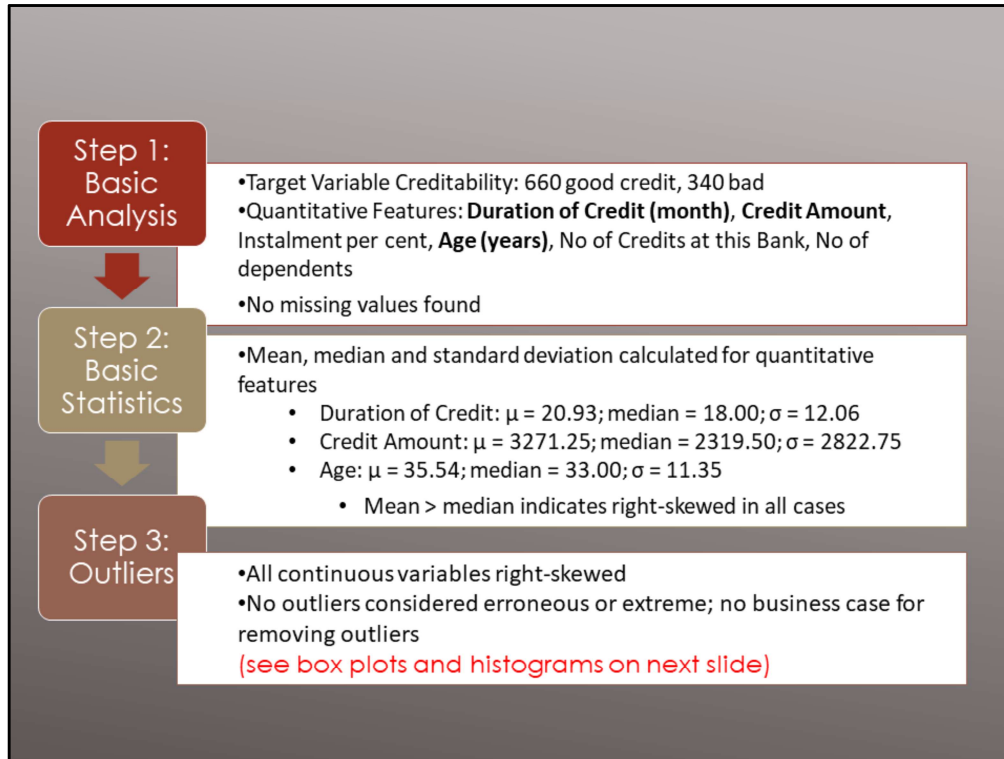 Step 1:
Basic
Analysis
•Target Variable Creditability: 660 good credit, 340 bad
•Quantitative Features: Duration of Credit (month), Credit Amount,
Instalment per cent, Age (years), No of Credits at this Bank, No of
dependents
•No missing values found
Step 2:
Basic
Statistics
•Mean, median and standard deviation calculated for quantitative
features
• Duration of Credit: µ = 20.93; median = 18.00; σ = 12.06
• Credit Amount: µ = 3271.25; median = 2319.50; σ = 2822.75
• Age: µ = 35.54; median = 33.00; σ = 11.35
• Mean > median indicates right-skewed in all cases
Step 3:
Outliers
•All continuous variables right-skewed
•No outliers considered erroneous or extreme; no business case for
removing outliers
(see box plots and histograms on next slide)